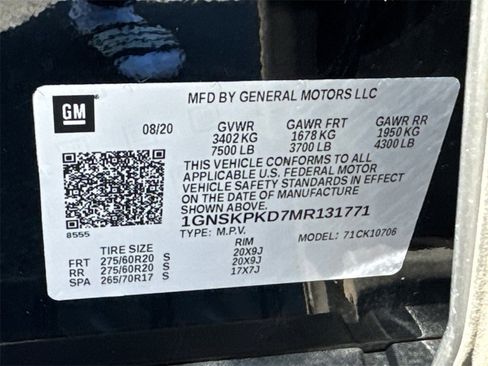 GM
MFD BY GENERAL MOTORS LLC
08/20 GVWR GAWR FRT GAWR RR
3402 KG 1678 KG 1950 KG
7500 LB 3700 LB 4300 LB
THIS VEHICLE CONFORMS TO ALL
APPLICABLE U.S. FEDERAL MOTOR
VEHICLE SAFETY STANDARDS IN EFFECT
ON THE DATE OF MANUFACTURE
SHOWN ABOVE.
1GNSKPKD7MR131771
8555
TYPE: M.P.V. MODEL: 71CK10706
TIRE SIZE RIM
FRT 275/60R20 S 20X9J
RR 275/60R20 S 20X9J
SPA 265/70R17 S 17X7J